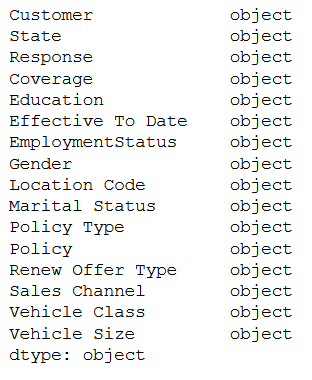 Customer object
State object
Response object
Coverage object
Education object
Effective To Date object
EmploymentStatus object
Gender object
Location Code object
Marital Status object
Policy Type object
Policy object
Renew Offer Type object
Sales Channel object
Vehicle Class object
Vehicle Size object
dtype: object